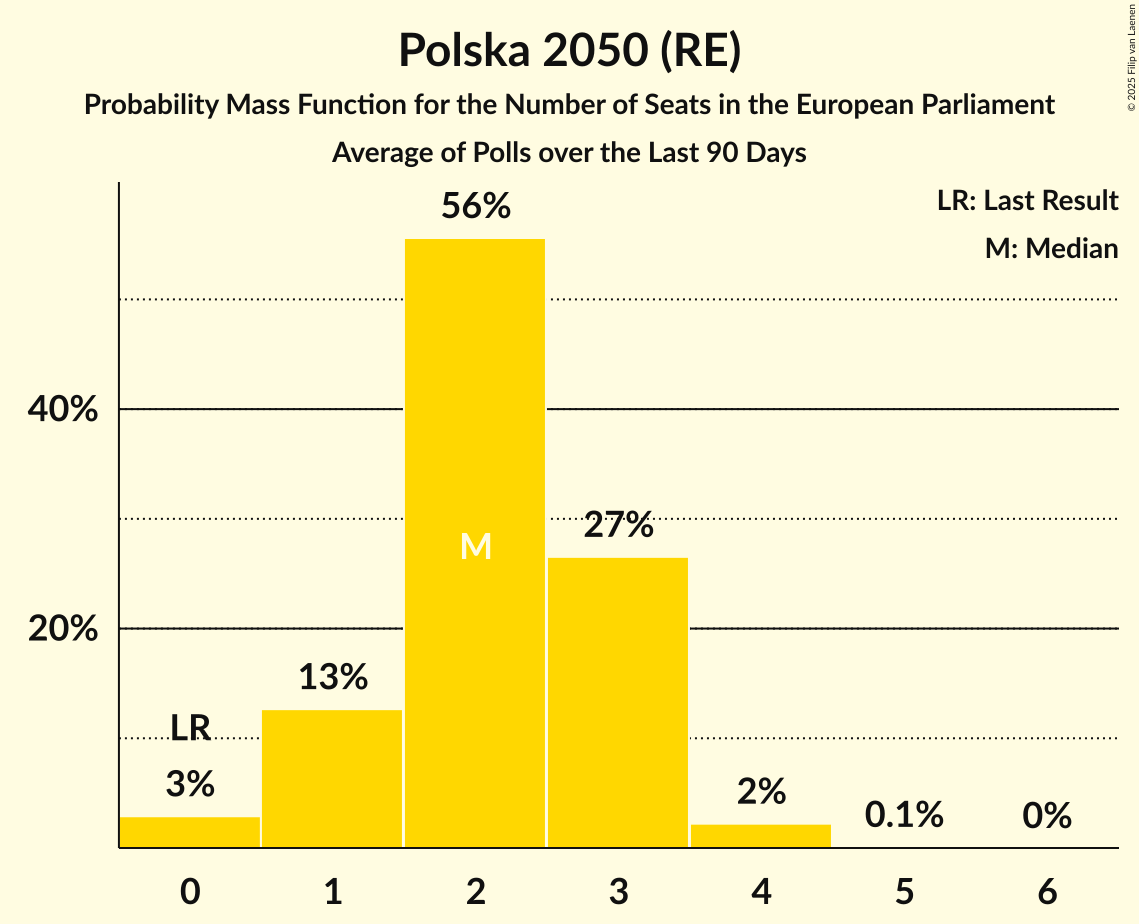 Polska 2050 (RE)
Probability Mass Function for the Number of Seats in the European Parliament
Average of Polls over the Last 90 Days
© 2025 Filip van Laenen
LR: Last Result
M: Median
56%
40%
27%
M
20%
13%
LR
3%
2%
0.1%
0%
0 1 2 3 4 5 6